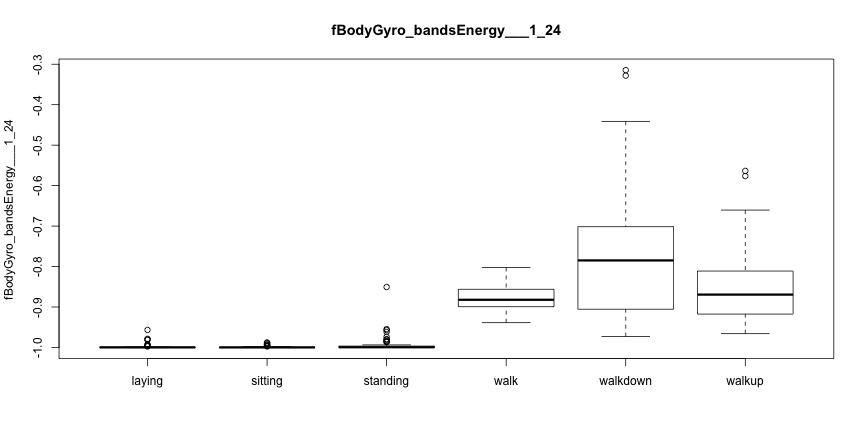 fBodyGyro_bandsEnergy___1_24
fBodyGyro_bandsEnergy___1_24
-0.3
-0.4
-0.5
-0.6
-0.7
-0.8
-0.9
-1.0
laying sitting standing walk walkdown walkup